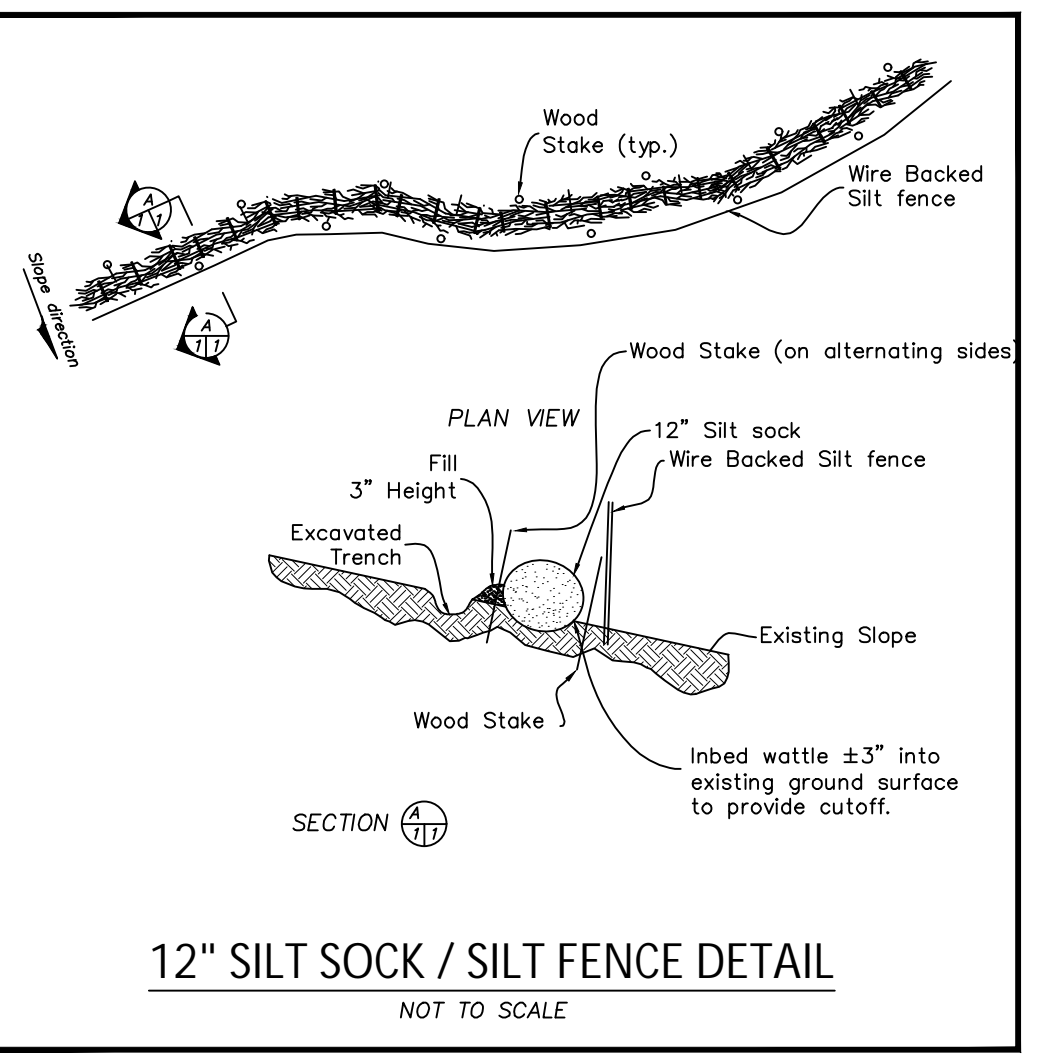 Wood
Stake (typ.)
Wire Backed
Silt fence
A
1 1
Slope direction
A
1 1
Wood Stake (on alternating sides)
PLAN VIEW
12" Silt sock
Wire Backed Silt fence
Fill
3" Height
Excavated
Trench
Existing Slope
Wood Stake
Inbed wattle ±3" into
existing ground surface
to provide cutoff.
SECTION A
1 1
12" SILT SOCK / SILT FENCE DETAIL
NOT TO SCALE